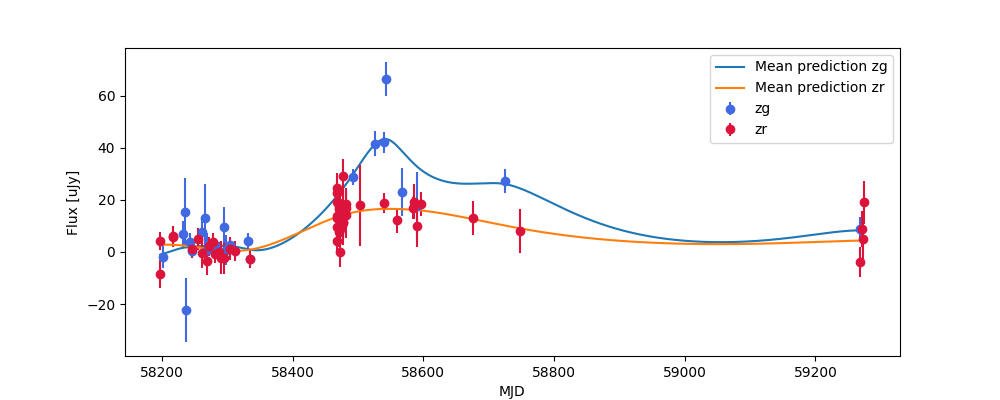 Mean prediction zg
Mean prediction zr
zg
zr
Flux [uJy]
60
40
20
0
−20
58200
58400
58600
58800
59000
59200
MJD